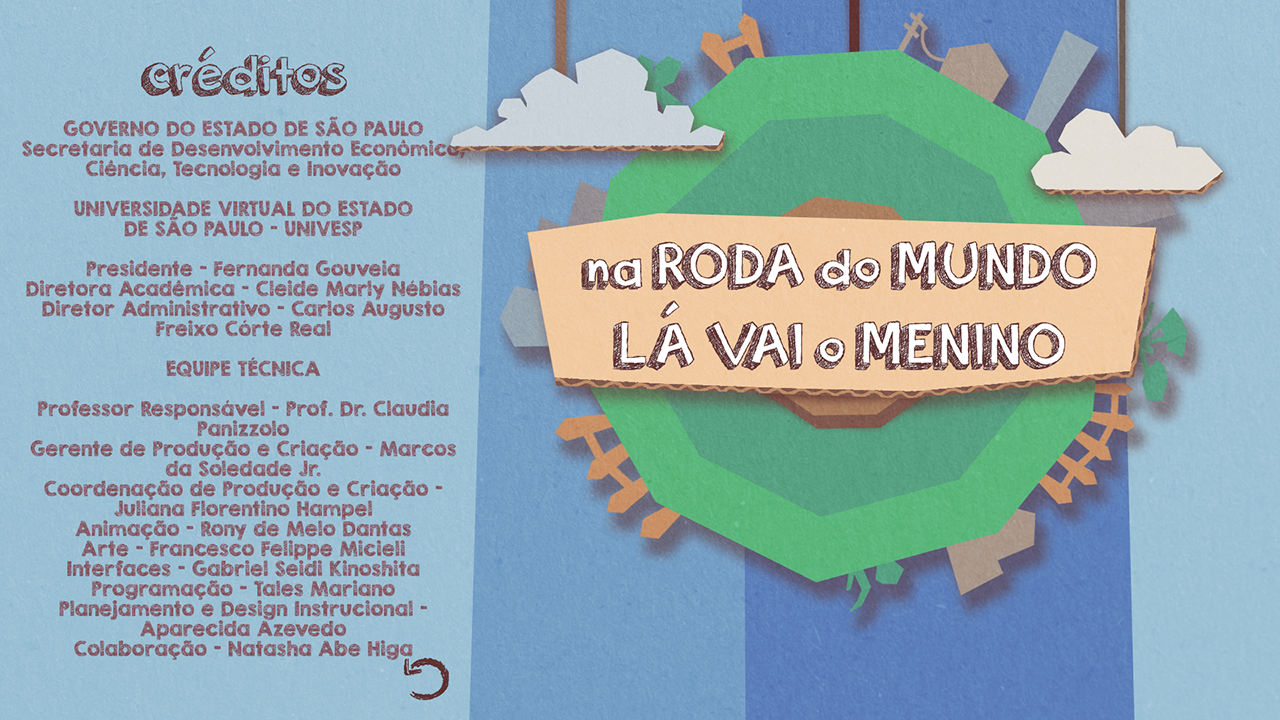 créditos
GOVERNO DO ESTADO DE SÃO PAULO
Secretaria de Desenvolvimento Econômico,
Ciência, Tecnologia e Inovação
UNIVERSIDADE VIRTUAL DO ESTADO
DE SÃO PAULO - UNIVESP
Presidente - Fernanda Gouveia
Diretora Acadêmica - Cleide Marly Nébias
Diretor Administrativo - Carlos Augusto
Freixo Côrte Real
EQUIPE TÉCNICA
Professor Responsável - Prof. Dr. Claudia
Panizzolo
Gerente de Produção e Criação - Marcos
da Soledade Jr.
Coordenação de Produção e Criação -
Juliana Florentino Hampel
Animação - Rony de Melo Dantas
Arte - Francesco Felippe Micieli
Interfaces - Gabriel Seidi Kinoshita
Programação - Tales Mariano
Planejamento e Design Instrucional -
Aparecida Azevedo
Colaboração - Natasha Abe Higa
na RODA do MUNDO
LÁ VAI o MENINO